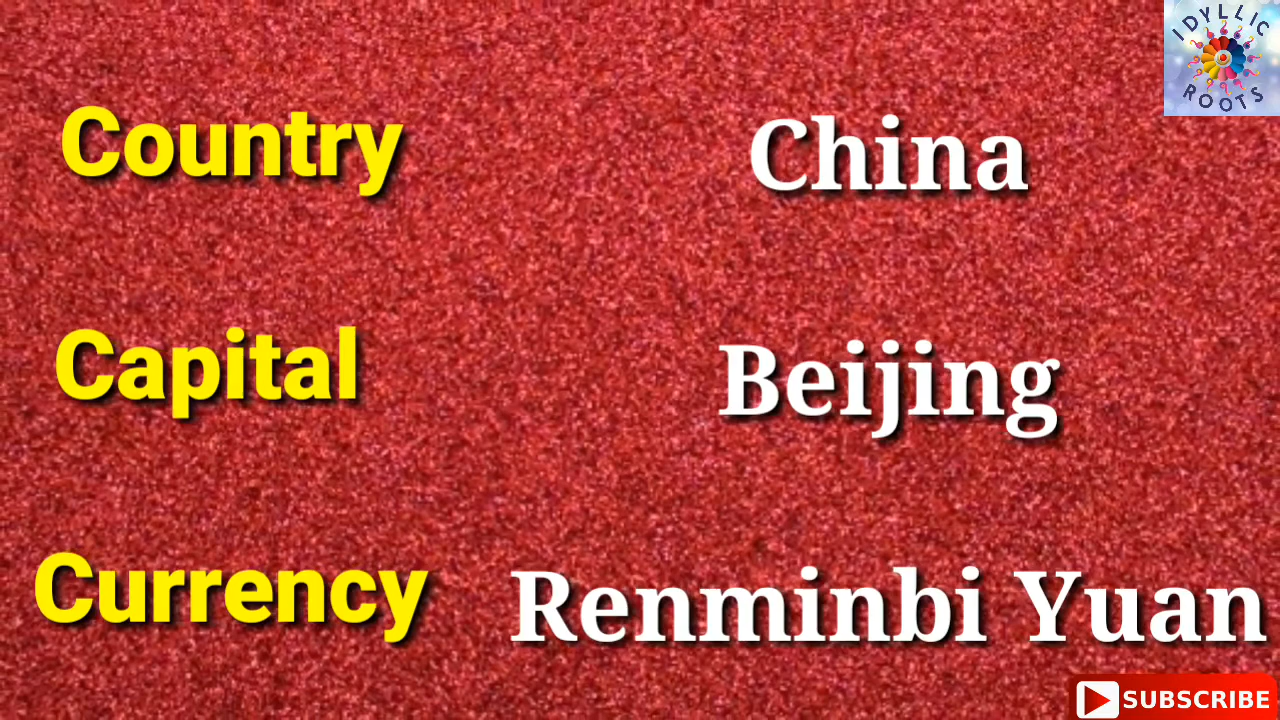 IDYLLIC
ROOTS
Country China
Capital Beijing
Currency Renminbi Yuan
SUBSCRIBE